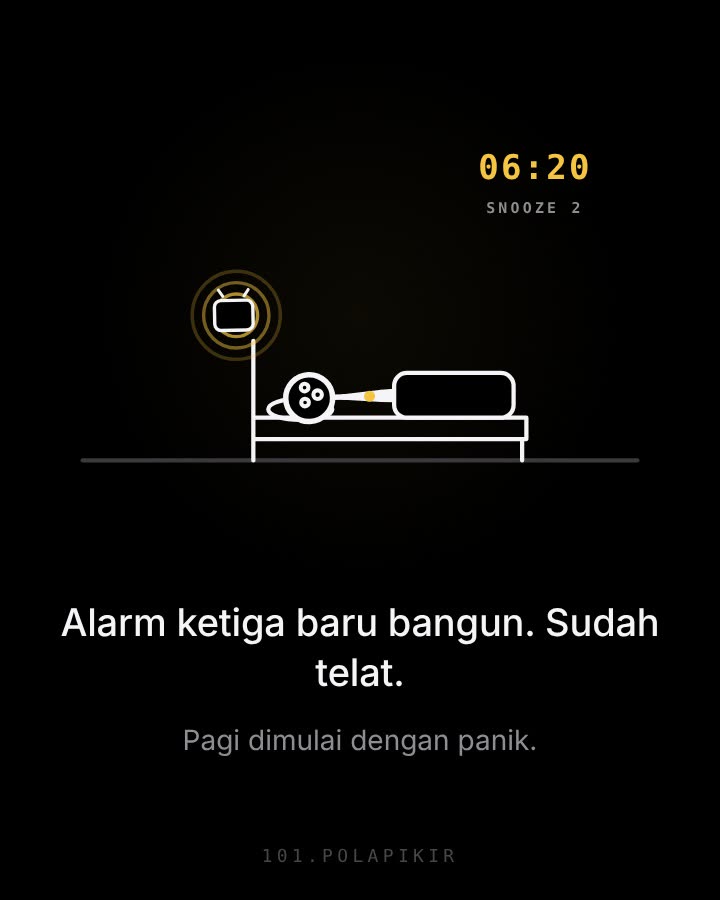 06:20
SNOOZE 2
Alarm ketiga baru bangun. Sudah
telat.
Pagi dimulai dengan panik.
101.POLAPIKIR